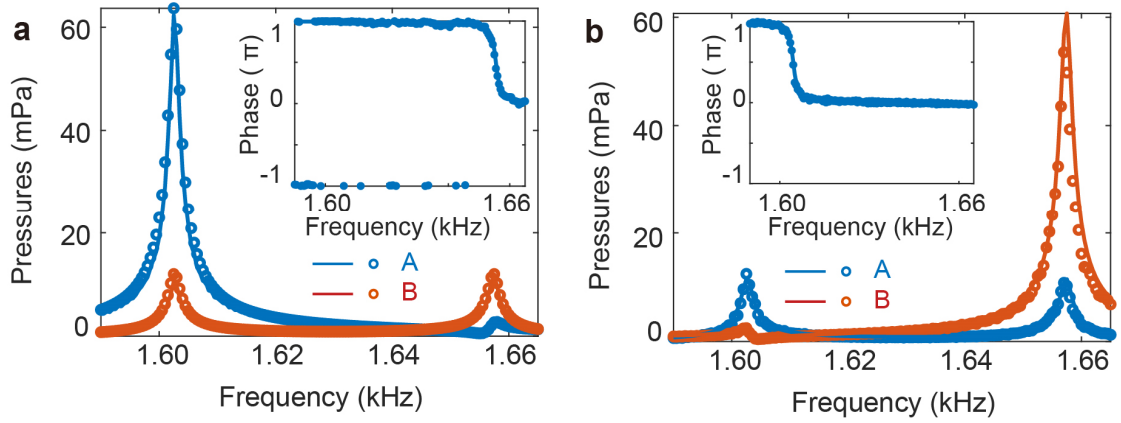 a
60
40
20
0
Pressures (mPa)
1.60
1.62
1.64
1.66
Frequency (kHz)
1
0
-1
Phase ( π)
1.60
1.66
Frequency (kHz)
A
B
b
60
40
20
0
Pressures (mPa)
1.60
1.62
1.64
1.66
Frequency (kHz)
1
0
-1
Phase ( π)
1.60
1.66
Frequency (kHz)
A
B